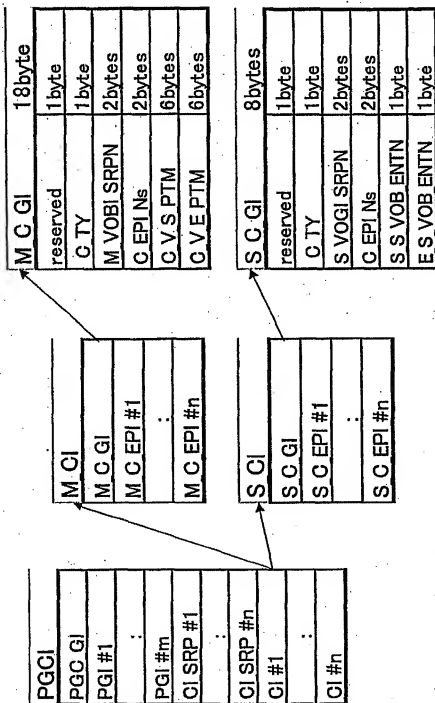 PGCI
PGC GI
PGI #1
:
PGI #m
CI SRP #1
:
CI SRP #n
CI #1
:
CI #n
M CI
M C GI
M C EPI #1
:
M C EPI #n
S CI
S C GI
S C EPI #1
:
S C EPI #n
M C GI 18byte
reserved 1byte
C TY 1byte
M VOBI SRPN 2bytes
C EPI Ns 2bytes
C V S PTM 6bytes
C V E PTM 6bytes
S C GI 8bytes
reserved 1byte
C TY 1byte
S VOGI SRPN 2bytes
C EPI Ns 2bytes
S S VOB ENTN 1byte
E S VOB ENTN 1byte